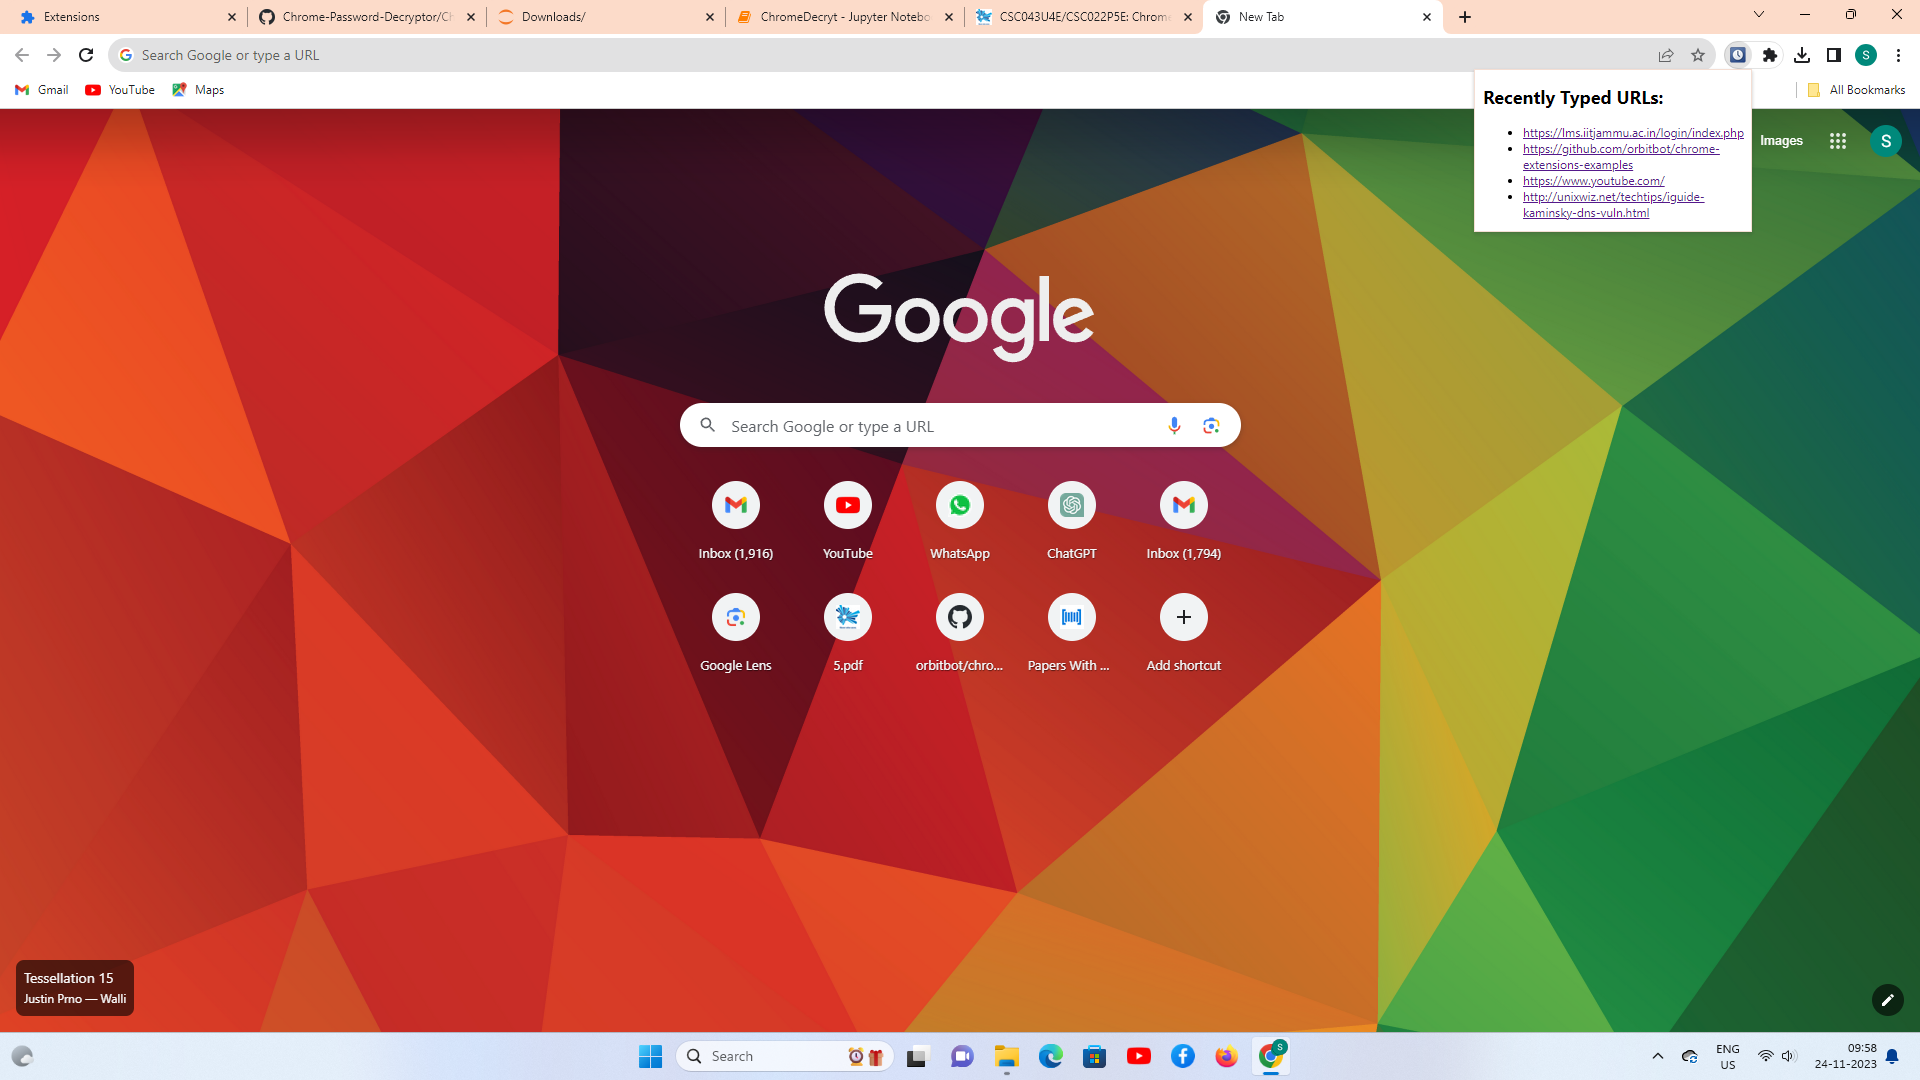 Extensions
Chrome-Password-Decryptor/Ch
Downloads/
ChromeDecryt - Jupyter Notebo
CSC043U4E/CSC022P5E: Chrome
New Tab
Search Google or type a URL
S
Gmail
YouTube
Maps
All Bookmarks
Recently Typed URLs:
https://lms.iitjammu.ac.in/login/index.php
https://github.com/orbitbot/chrome-
extensions-examples
https://www.youtube.com/
http://unixwiz.net/techtips/iguide-
kaminsky-dns-vuln.html
Images
S
Google
Search Google or type a URL
Inbox (1,916)
YouTube
WhatsApp
ChatGPT
Inbox (1,794)
Google Lens
5.pdf
orbitbot/chro...
Papers With ...
Add shortcut
Tessellation 15
Justin Prno — Walli
Search
S
ENG
US
09:58
24-11-2023